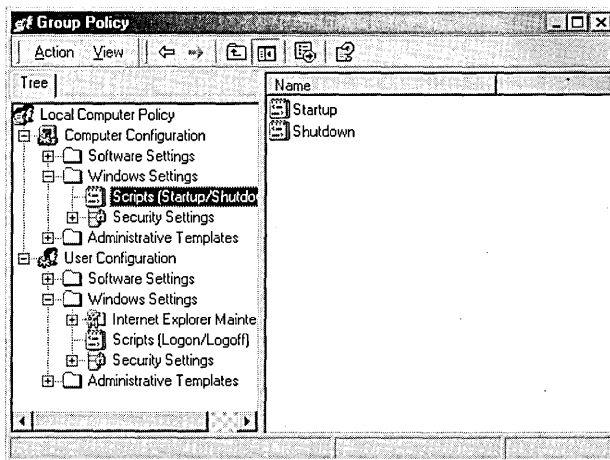 Group Policy
Action View
Tree
Name
Local Computer Policy
Computer Configuration
Software Settings
Windows Settings
Scripts (Startup/Shutdo
Security Settings
Administrative Templates
User Configuration
Software Settings
Windows Settings
Internet Explorer Mainte
Scripts (Logon/Logoff)
Security Settings
Administrative Templates
Startup
Shutdown